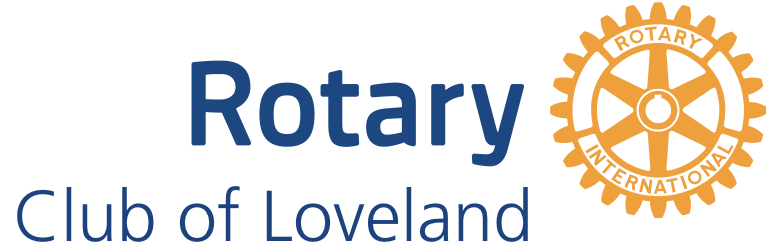 Rotary
Club of Loveland
ROTARY
INTERNATIONAL